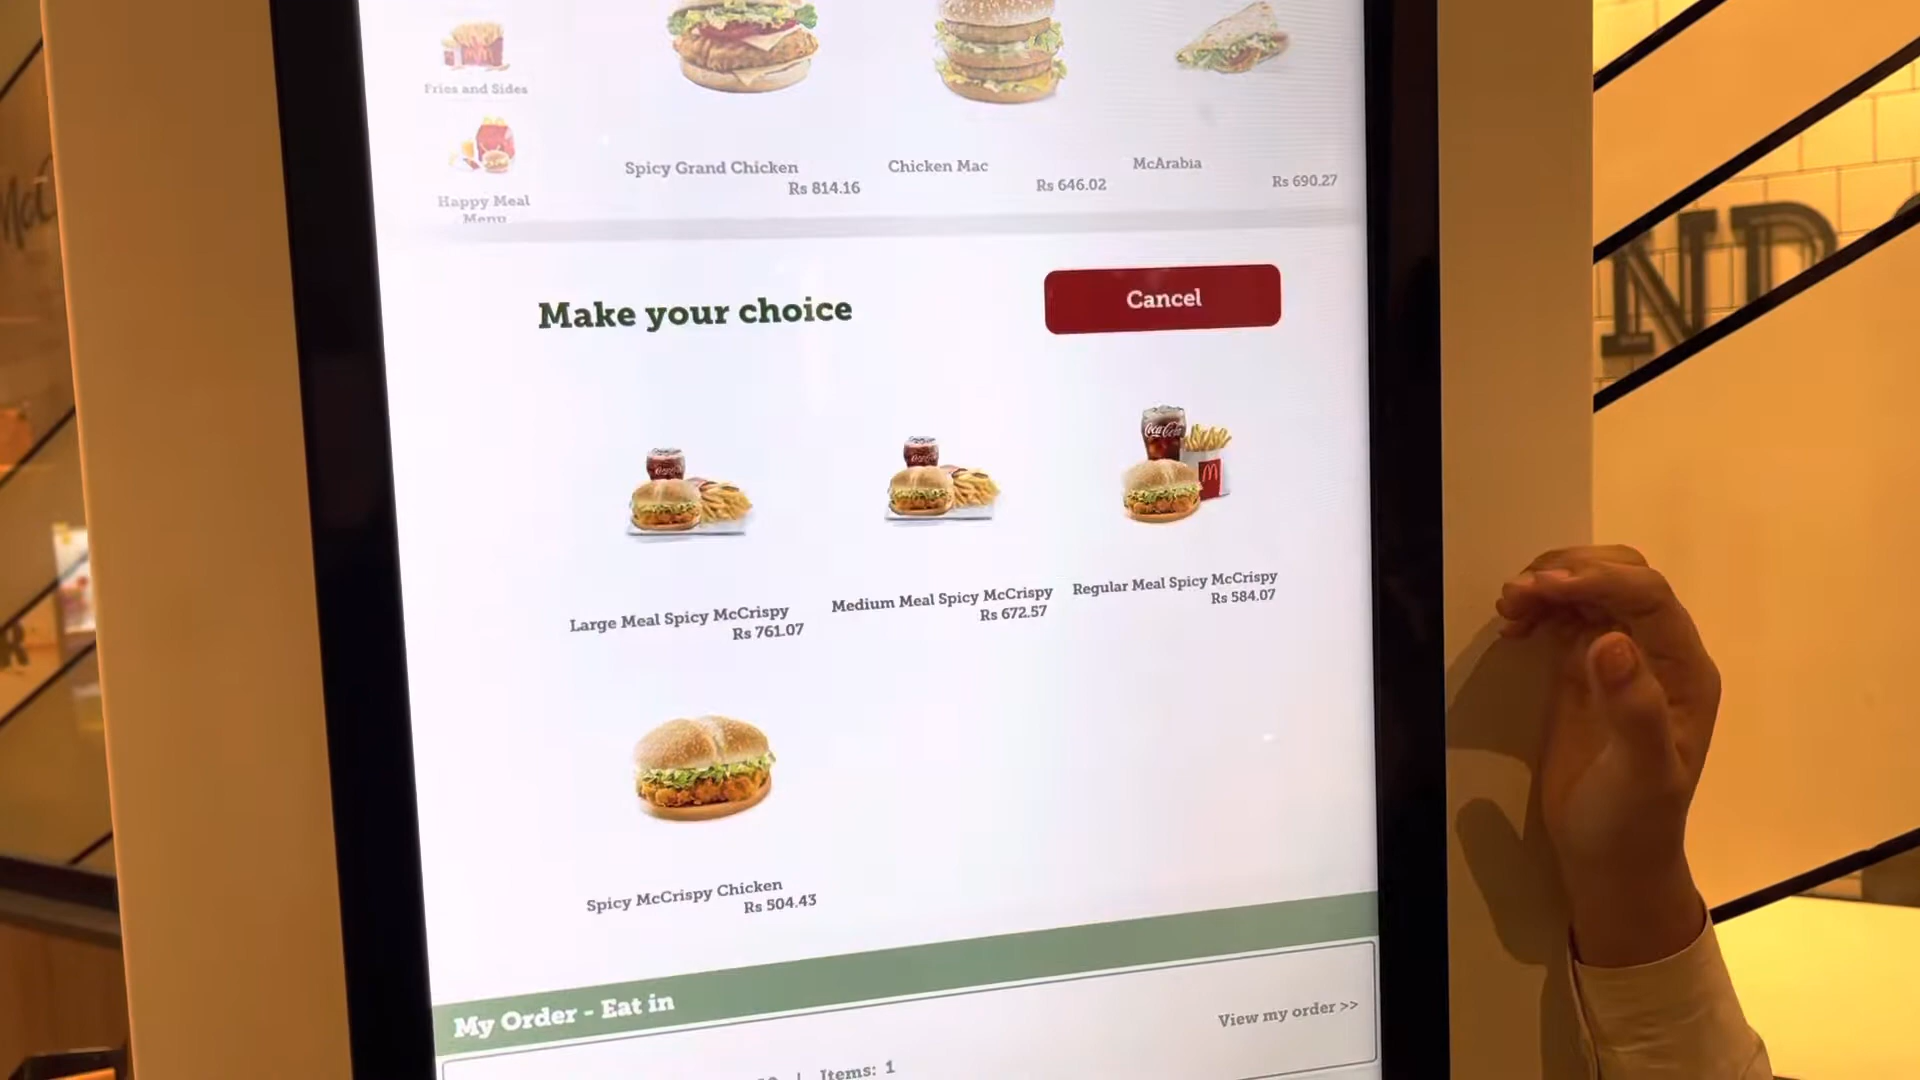 Fries and Sides
Happy Meal
Menu
Spicy Grand Chicken
Rs 814.16
Chicken Mac
Rs 646.02
McArabia
Rs 690.27
Make your choice
Cancel
Coca-Cola
Large Meal Spicy McCrispy
Rs 761.07
Medium Meal Spicy McCrispy
Rs 672.57
Regular Meal Spicy McCrispy
Rs 584.07
Spicy McCrispy Chicken
Rs 504.43
My Order - Eat in
View my order >>
| Items: 1